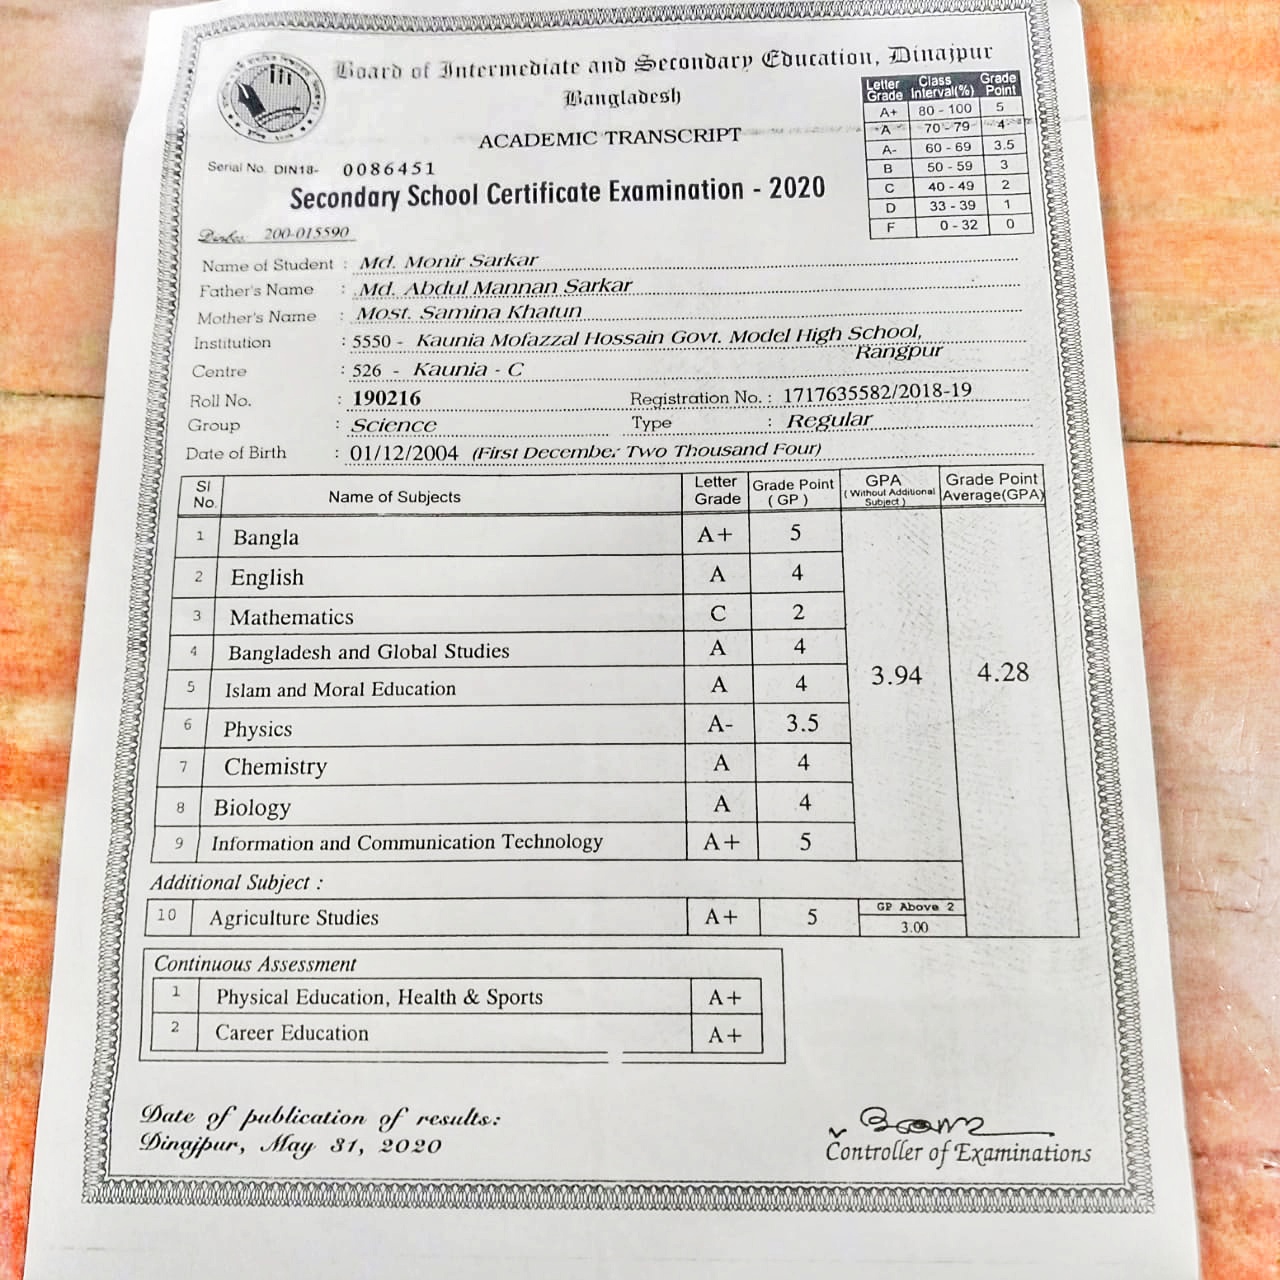 Board of Intermediate and Secondary Education, Dinajpur
Bangladesh
ACADEMIC TRANSCRIPT
Letter Grade Class Interval(%) Grade Point
A+ 80 - 100 5
A 70 - 79 4
A- 60 - 69 3.5
B 50 - 59 3
C 40 - 49 2
D 33 - 39 1
F 0 - 32 0
Serial No. DIN18- 0086451
Secondary School Certificate Examination - 2020
200-015590
Name of Student : Md. Monir Sarkar
Father's Name : Md. Abdul Mannan Sarkar
Mother's Name : Most. Samina Khatun
Institution : 5550 - Kaunia Mofazzal Hossain Govt. Model High School,
Rangpur
Centre : 526 - Kaunia - C
Roll No. : 190216 Registration No. : 1717635582/2018-19
Group : Science Type : Regular
Date of Birth : 01/12/2004 (First December Two Thousand Four)
Sl No. Name of Subjects Letter Grade Grade Point ( GP ) GPA ( Without Additional Subject ) Grade Point Average(GPA)
1 Bangla A+ 5
2 English A 4
3 Mathematics C 2
4 Bangladesh and Global Studies A 4
5 Islam and Moral Education A 4 3.94 4.28
6 Physics A- 3.5
7 Chemistry A 4
8 Biology A 4
9 Information and Communication Technology A+ 5
Additional Subject :
10 Agriculture Studies A+ 5 GP Above 2 3.00
Continuous Assessment
1 Physical Education, Health & Sports A+
2 Career Education A+
Date of publication of results:
Dinajpur, May 31, 2020
Controller of Examinations